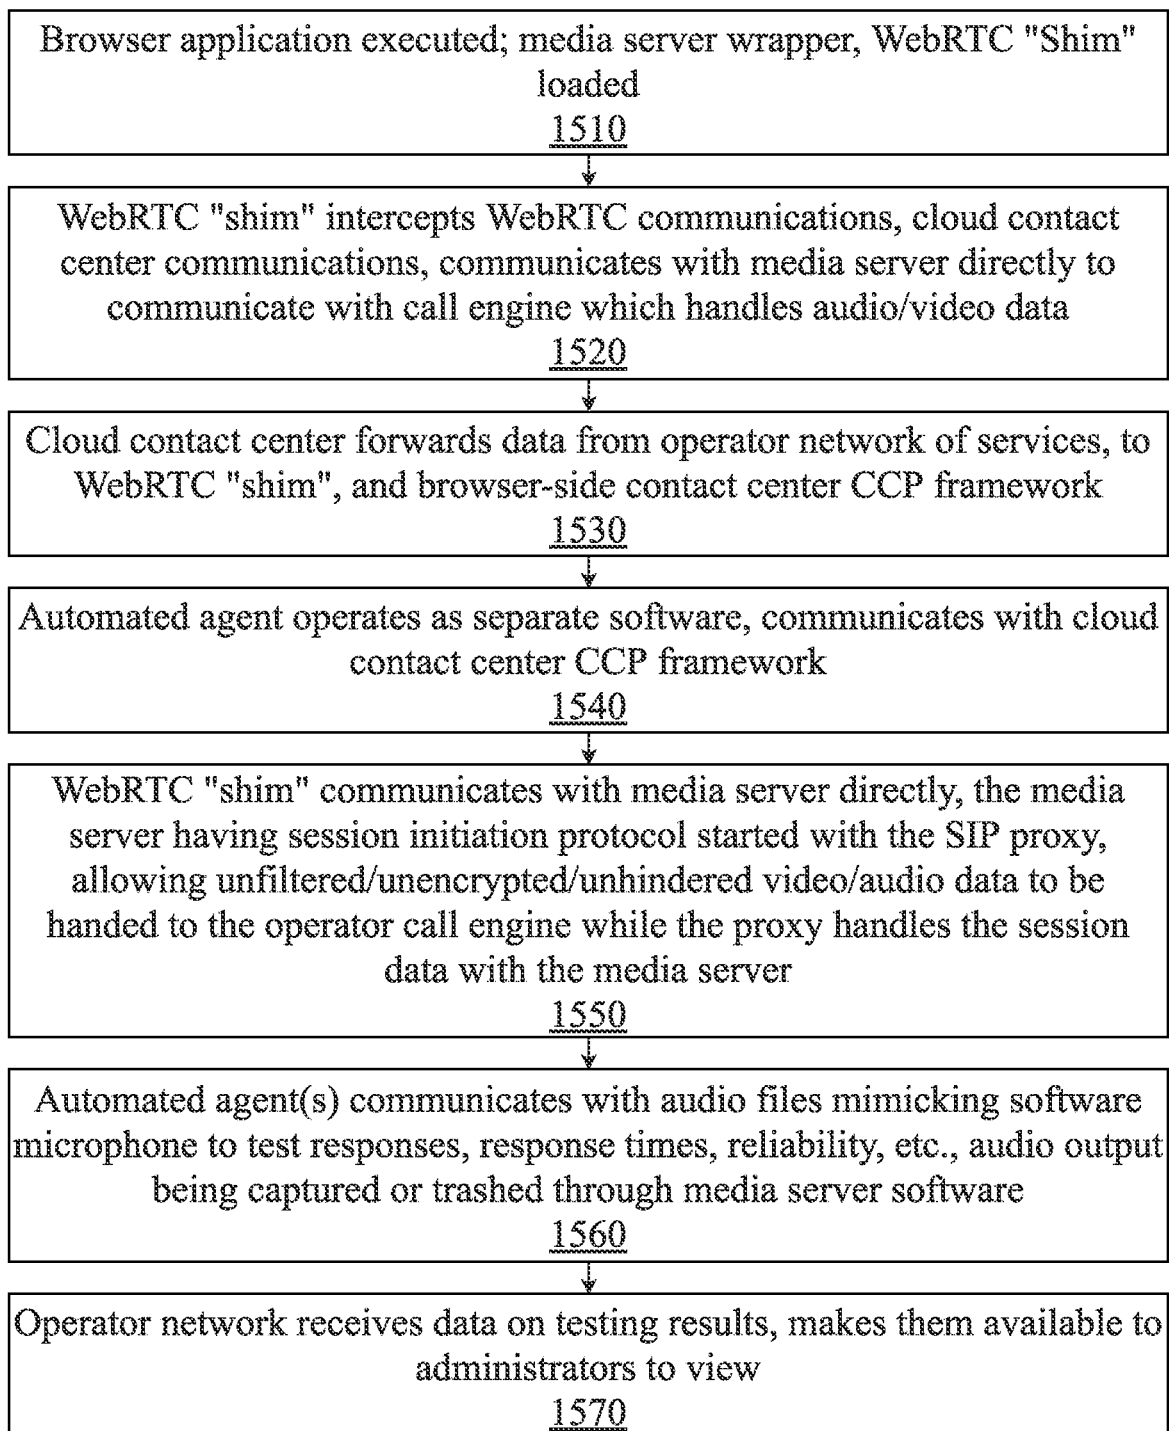 Browser application executed; media server wrapper, WebRTC "Shim"
loaded
1510
WebRTC "shim" intercepts WebRTC communications, cloud contact
center communications, communicates with media server directly to
communicate with call engine which handles audio/video data
1520
Cloud contact center forwards data from operator network of services, to
WebRTC "shim", and browser-side contact center CCP framework
1530
Automated agent operates as separate software, communicates with cloud
contact center CCP framework
1540
WebRTC "shim" communicates with media server directly, the media
server having session initiation protocol started with the SIP proxy,
allowing unfiltered/unencrypted/unhindered video/audio data to be
handed to the operator call engine while the proxy handles the session
data with the media server
1550
Automated agent(s) communicates with audio files mimicking software
microphone to test responses, response times, reliability, etc., audio output
being captured or trashed through media server software
1560
Operator network receives data on testing results, makes them available to
administrators to view
1570